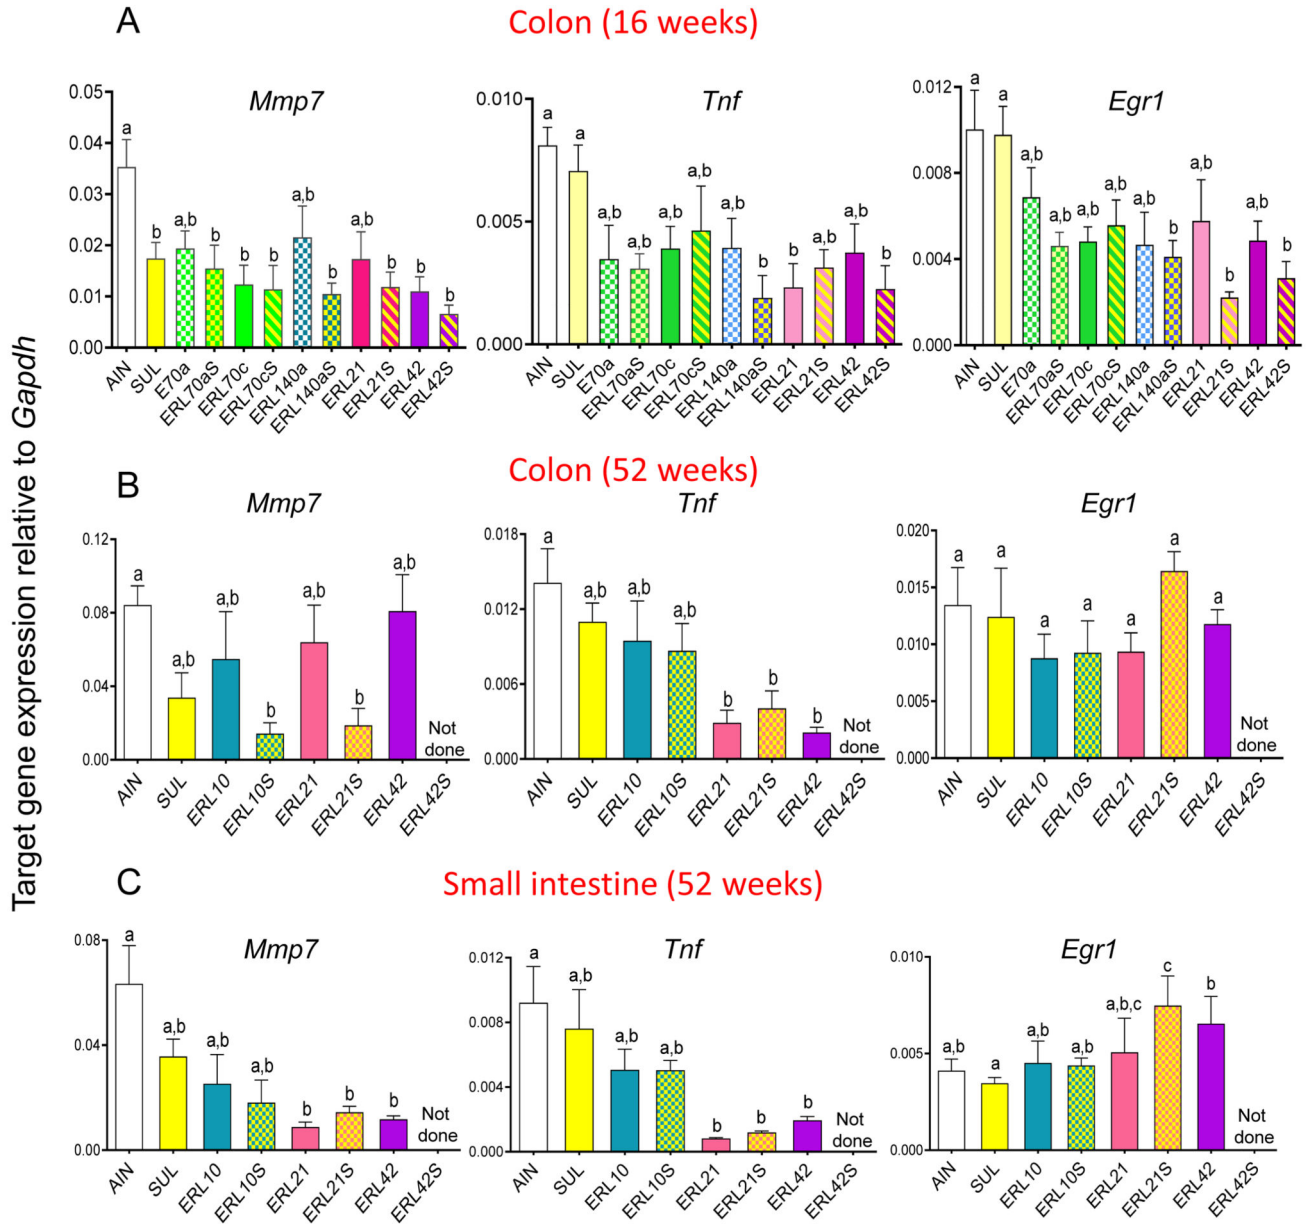 A
Colon (16 weeks)
Target gene expression relative to Gapdh
Mmp7
0.05
0.04
0.03
0.02
0.01
0.00
a
b
a,b
b
b
b
a,b
b
a,b
b
b
b
AIN
SUL
E70a
ERL70aS
ERL70c
ERL70cS
ERL140a
ERL140aS
ERL21
ERL21S
ERL42
ERL42S
Tnf
0.010
0.005
0.000
a
a
a,b
a,b
a,b
a,b
a,b
b
b
a,b
a,b
b
AIN
SUL
E70a
ERL70aS
ERL70c
ERL70cS
ERL140a
ERL140aS
ERL21
ERL21S
ERL42
ERL42S
Egr1
0.012
0.008
0.004
0.000
a
a
a,b
a,b
a,b
a,b
a,b
b
a,b
b
a,b
b
AIN
SUL
E70a
ERL70aS
ERL70c
ERL70cS
ERL140a
ERL140aS
ERL21
ERL21S
ERL42
ERL42S
B
Colon (52 weeks)
Mmp7
0.12
0.08
0.04
0.00
a
a,b
a,b
b
a,b
b
a,b
Not
done
AIN
SUL
ERL10
ERL10S
ERL21
ERL21S
ERL42
ERL42S
Tnf
0.018
0.012
0.006
0.000
a
a,b
a,b
a,b
b
b
b
Not
done
AIN
SUL
ERL10
ERL10S
ERL21
ERL21S
ERL42
ERL42S
Egr1
0.020
0.015
0.010
0.005
0.000
a
a
a
a
a
a
a
Not
done
AIN
SUL
ERL10
ERL10S
ERL21
ERL21S
ERL42
ERL42S
C
Small intestine (52 weeks)
Mmp7
0.08
0.04
0.00
a
a,b
a,b
a,b
b
b
b
Not
done
AIN
SUL
ERL10
ERL10S
ERL21
ERL21S
ERL42
ERL42S
Tnf
0.012
0.008
0.004
0.000
a
a,b
a,b
a,b
b
b
b
Not
done
AIN
SUL
ERL10
ERL10S
ERL21
ERL21S
ERL42
ERL42S
Egr1
0.010
0.005
0.000
a,b
a
a,b
a,b
a,b,c
c
b
Not
done
AIN
SUL
ERL10
ERL10S
ERL21
ERL21S
ERL42
ERL42S